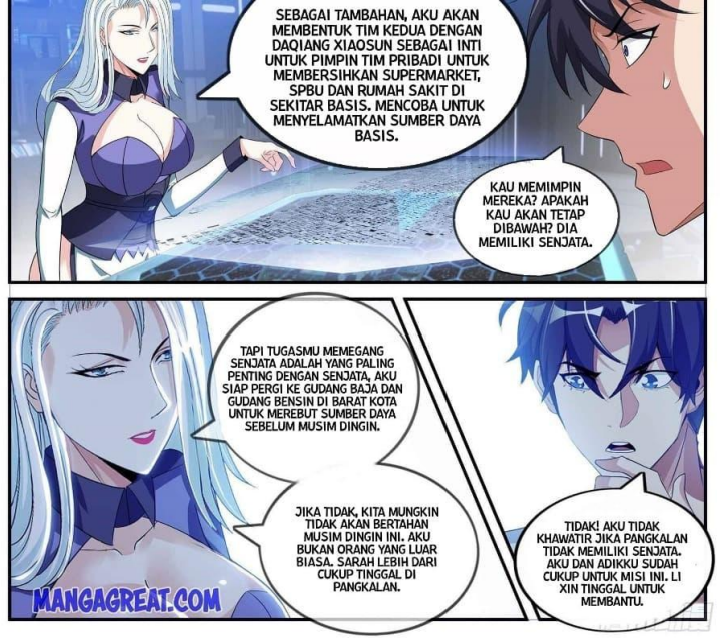 SEBAGAI TAMBAHAN, AKU AKAN
MEMBENTUK TIM KEDUA DENGAN
DAQIANG XIAOSUN SEBAGAI INTI
UNTUK PIMPIN TIM PRIBADI UNTUK
MEMBERSIHKAN SUPERMARKET,
SPBU DAN RUMAH SAKIT DI
SEKITAR BASIS. MENCOBA UNTUK
MENYELAMATKAN SUMBER DAYA
BASIS.
KAU MEMIMPIN
MEREKA? APAKAH
KAU AKAN TETAP
DIBAWAH? DIA
MEMILIKI SENJATA.
TAPI TUGASMU MEMEGANG
SENJATA ADALAH YANG PALING
PENTING DENGAN SENJATA, AKU
SIAP PERGI KE GUDANG BAJA DAN
GUDANG BENSIN DI BARAT KOTA
UNTUK MEREBUT SUMBER DAYA
SEBELUM MUSIM DINGIN.
JIKA TIDAK, KITA MUNGKIN
TIDAK AKAN BERTAHAN
MUSIM DINGIN INI. AKU
BUKAN ORANG YANG LUAR
BIASA. SARAH LEBIH DARI
CUKUP TINGGAL DI
PANGKALAN.
TIDAK! AKU TIDAK
KHAWATIR JIKA PANGKALAN
TIDAK MEMILIKI SENJATA.
AKU DAN ADIKKU SUDAH
CUKUP UNTUK MISI INI. LI
XIN TINGGAL UNTUK
MEMBANTU.
MANGAGREAT.COM